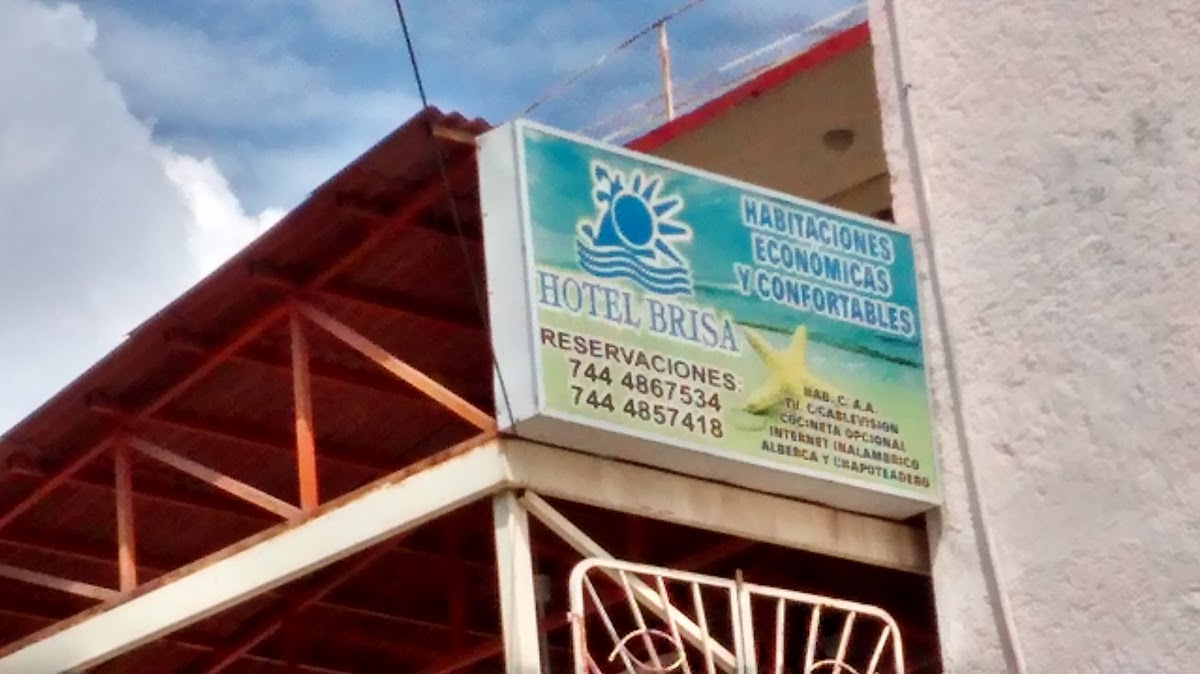 HOTEL BRISA
RESERVACIONES:
744 4867534
744 4857418
HABITACIONES
ECONOMICAS
Y CONFORTABLES
HAB. C. A.A.
TV. C/CABLEVISION
COCINETA OPCIONAL
INTERNET INALAMBRICO
ALBERCA Y CHAPOTEADERO